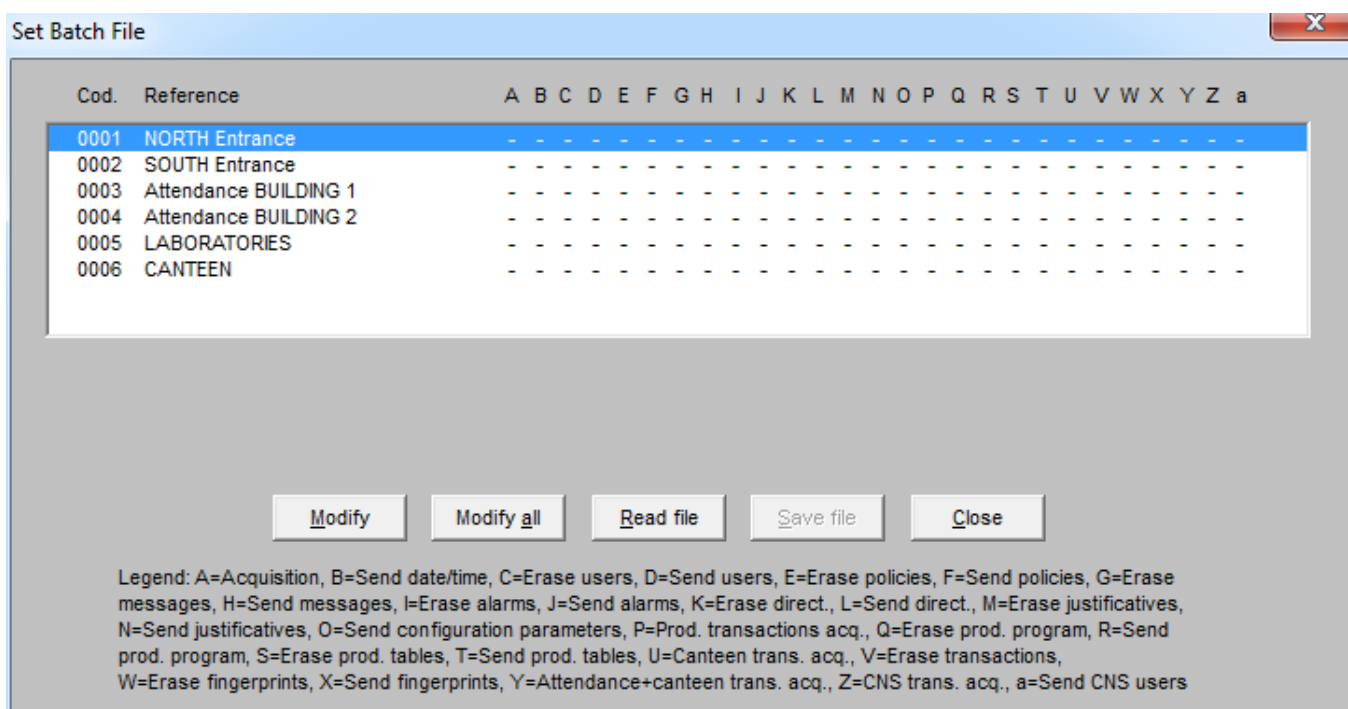 Set Batch File
X
Cod. Reference A B C D E F G H I J K L M N O P Q R S T U V W X Y Z a
0001 NORTH Entrance - - - - - - - - - - - - - - - - - - - - - - - - - - -
0002 SOUTH Entrance - - - - - - - - - - - - - - - - - - - - - - - - - - -
0003 Attendance BUILDING 1 - - - - - - - - - - - - - - - - - - - - - - - - - - -
0004 Attendance BUILDING 2 - - - - - - - - - - - - - - - - - - - - - - - - - - -
0005 LABORATORIES - - - - - - - - - - - - - - - - - - - - - - - - - - -
0006 CANTEEN - - - - - - - - - - - - - - - - - - - - - - - - - - -
Modify Modify all Read file Save file Close
Legend: A=Acquisition, B=Send date/time, C=Erase users, D=Send users, E=Erase policies, F=Send policies, G=Erase
messages, H=Send messages, I=Erase alarms, J=Send alarms, K=Erase direct., L=Send direct., M=Erase justificatives,
N=Send justificatives, O=Send configuration parameters, P=Prod. transactions acq., Q=Erase prod. program, R=Send
prod. program, S=Erase prod. tables, T=Send prod. tables, U=Canteen trans. acq., V=Erase transactions,
W=Erase fingerprints, X=Send fingerprints, Y=Attendance+canteen trans. acq., Z=CNS trans. acq., a=Send CNS users